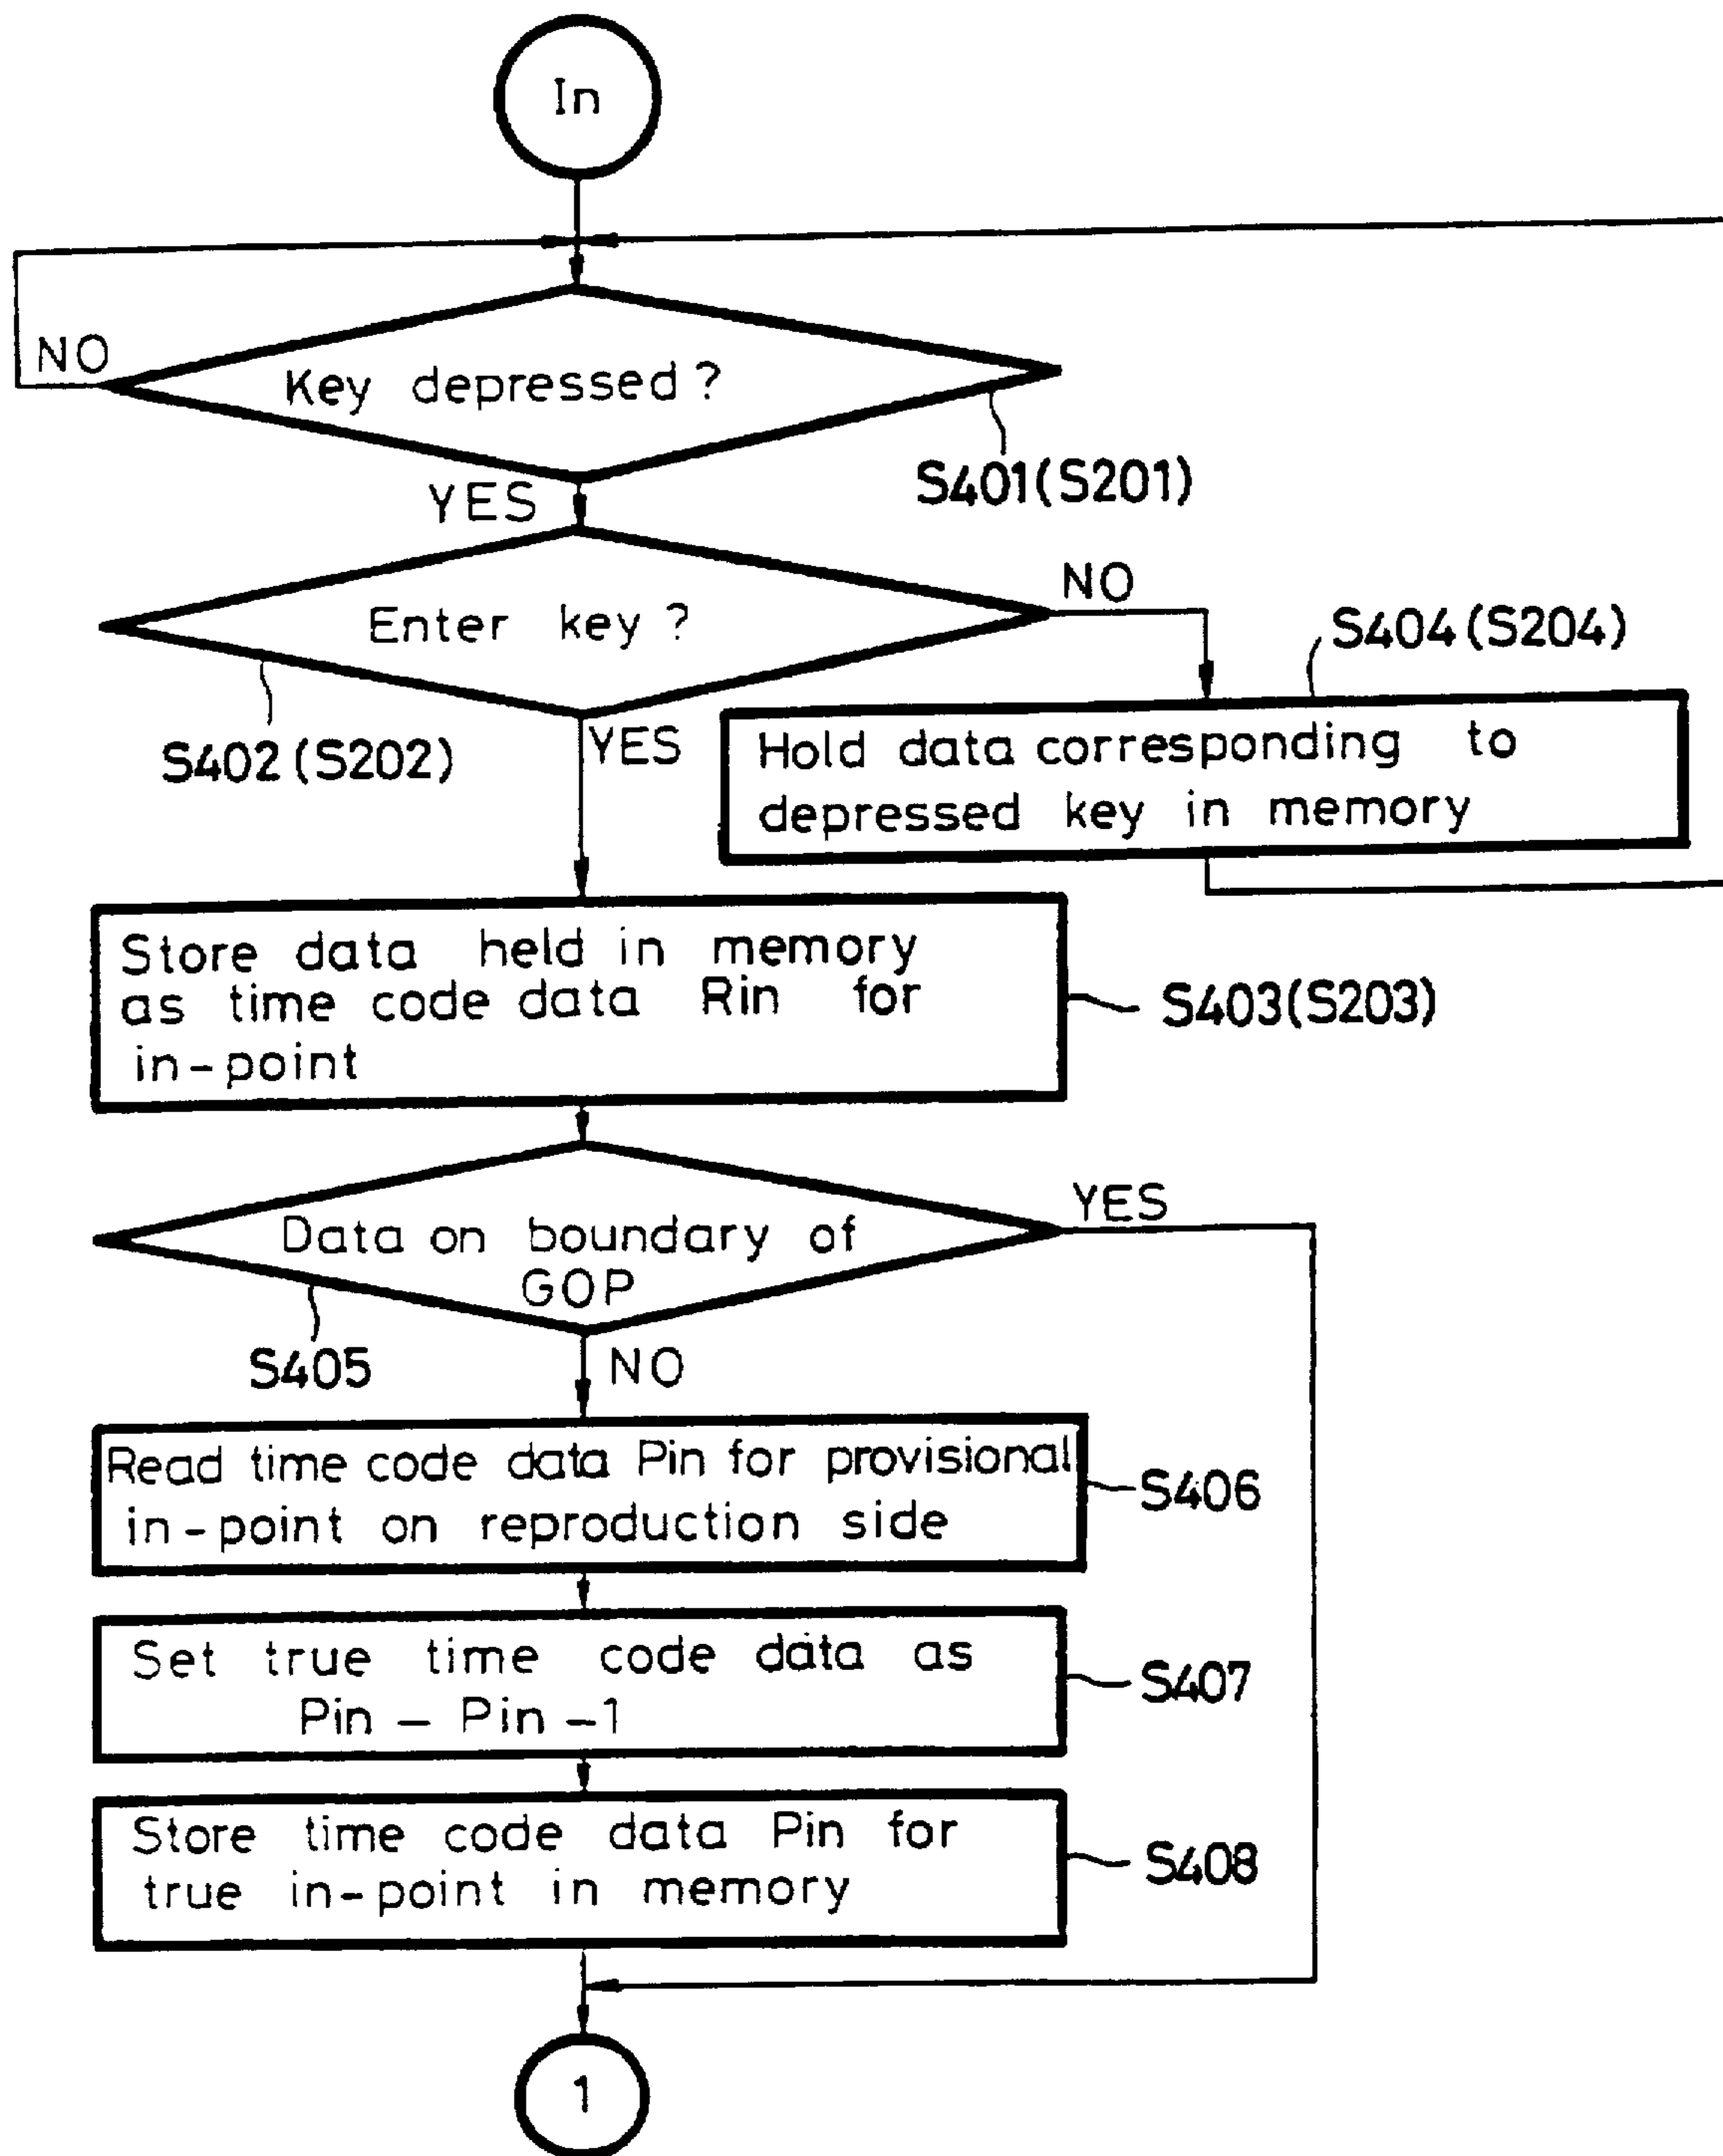 In
NO
Key depressed?
S401(S201)
YES
Enter key?
NO
S404(S204)
S402(S202)
YES
Hold data corresponding to
depressed key in memory
Store data held in memory
as time code data Rin for
in-point
S403(S203)
Data on boundary of
GOP
YES
S405
NO
Read time code data Pin for provisional
in-point on reproduction side
S406
Set true time code data as
Pin - Pin -1
S407
Store time code data Pin for
true in-point in memory
S408
1